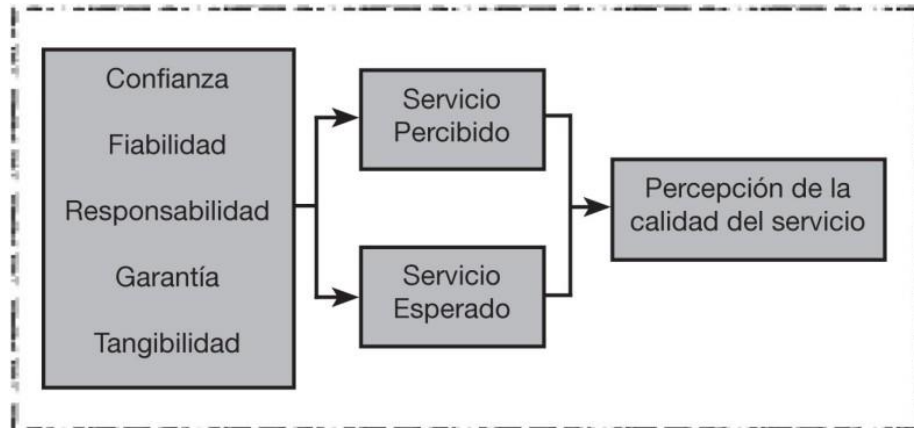 Confianza
Fiabilidad
Responsabilidad
Garantía
Tangibilidad
Servicio
Percibido
Servicio
Esperado
Percepción de la
calidad del servicio